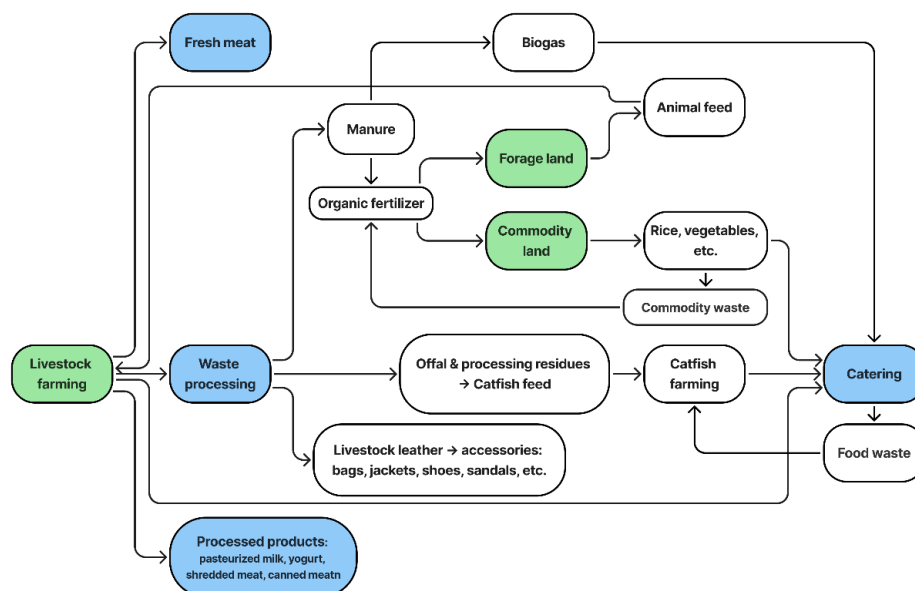 Fresh meat
Biogas
Animal feed
Manure
Forage land
Organic fertilizer
Commodity
land
Rice, vegetables,
etc.
Commodity waste
Livestock
farming
Waste
processing
Offal & processing residues
→ Catfish feed
Catfish
farming
Catering
Livestock leather → accessories:
bags, jackets, shoes, sandals, etc.
Food waste
Processed products:
pasteurized milk, yogurt,
shredded meat, canned meatn